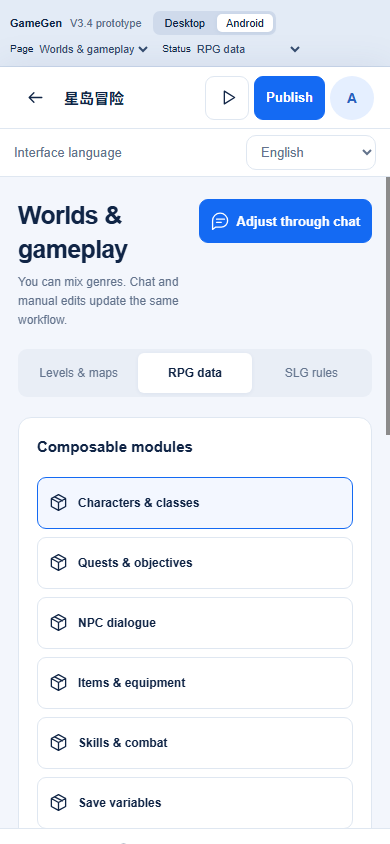 GameGen V3.4 prototype Desktop Android
Page Worlds & gameplay Status RPG data
星岛冒险 Publish A
Interface language English
Worlds &
gameplay
Adjust through chat
You can mix genres. Chat and
manual edits update the same
workflow.
Levels & maps RPG data SLG rules
Composable modules
Characters & classes
Quests & objectives
NPC dialogue
Items & equipment
Skills & combat
Save variables